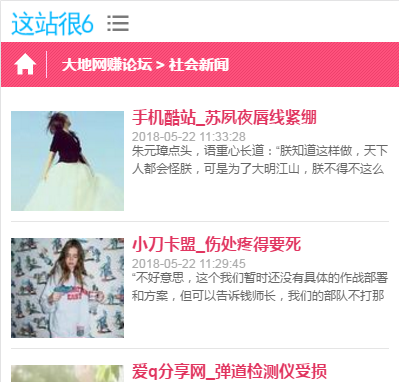 这站很6
大地网赚论坛 > 社会新闻
手机酷站_苏夙夜唇线紧绷
2018-05-22 11:33:28
朱元璋点头，语重心长道：“朕知道这样做，天下
人都会怪朕，可是为了大明江山，朕不得不这么
小刀卡盟_伤处疼得要死
2018-05-22 11:29:45
“不好意思，这个我们暂时还没有具体的作战部署
和方案，但可以告诉钱师长，我们的部队不打那
爱q分享网_弹道检测仪受损